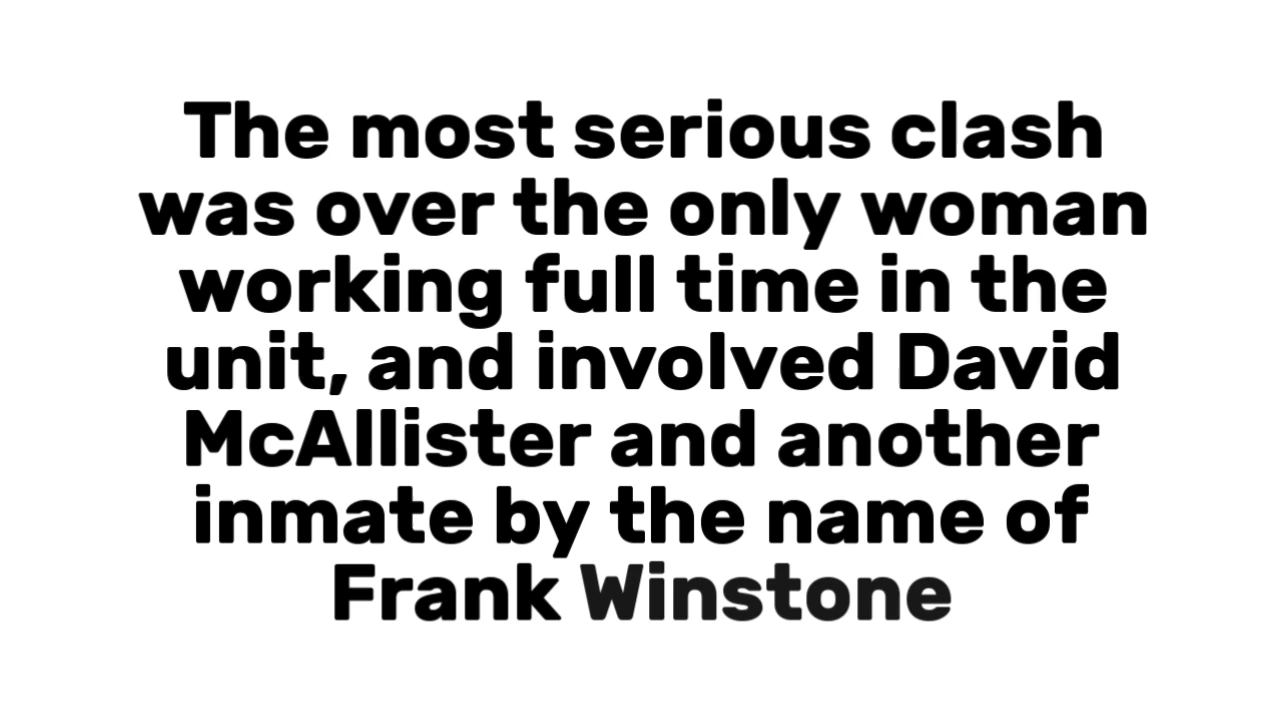 The most serious clash
was over the only woman
working full time in the
unit, and involved David
McAllister and another
inmate by the name of
Frank Winstone